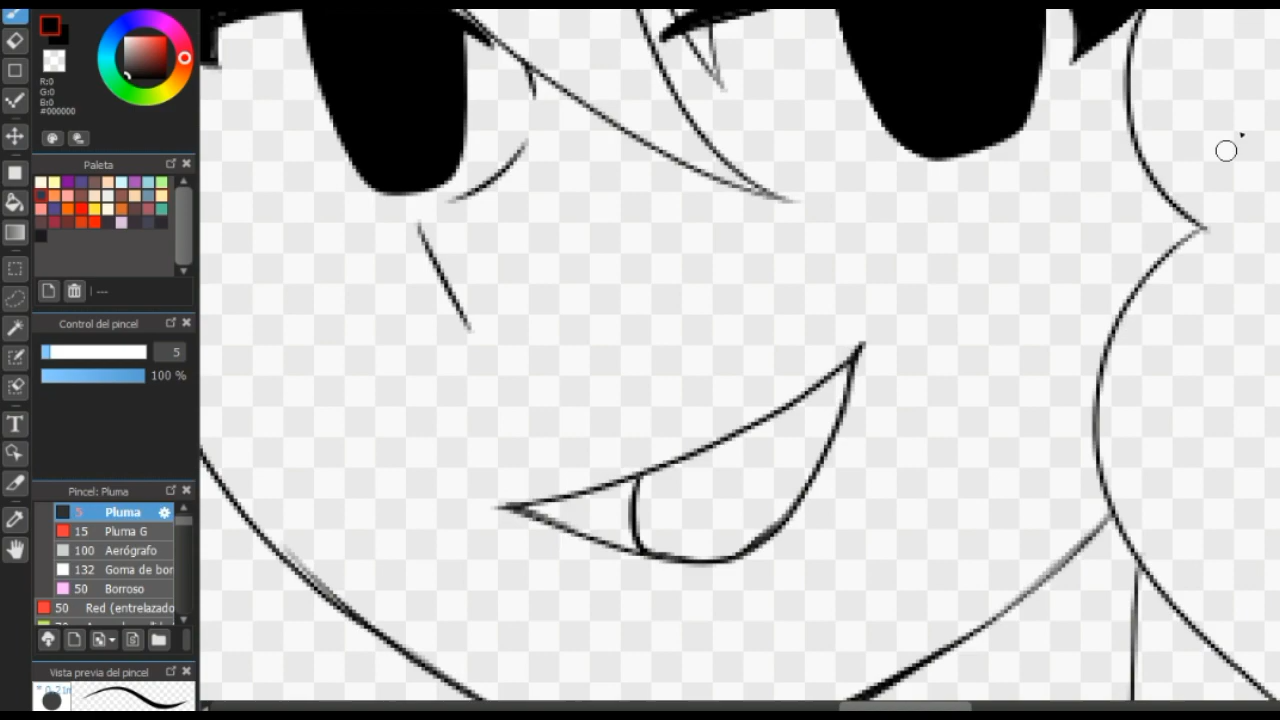 R:0
G:0
B:0
#000000
Paleta
---
Control del pincel
5
100 %
Pincel: Pluma
5 Pluma
15 Pluma G
100 Aerógrafo
132 Goma de bor
50 Borroso
50 Red (entrelazado
T
Vista previa del pincel